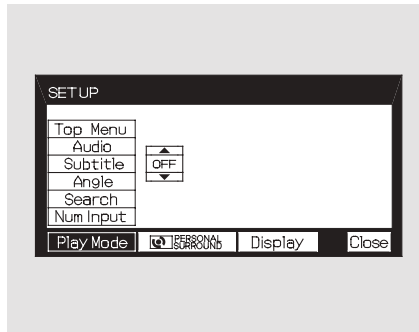 SETUP
Top Menu
Audio
Subtitle
OFF
Angle
Search
Num Input
Play Mode
PERSONAL
SURROUND
Display
Close